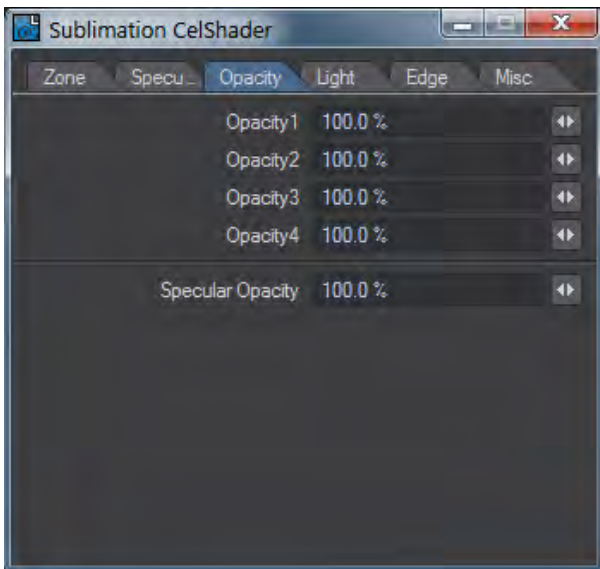 Sublimation CelShader
Zone Specu... Opacity Light Edge Misc
Opacity1 100.0 %
Opacity2 100.0 %
Opacity3 100.0 %
Opacity4 100.0 %
Specular Opacity 100.0 %